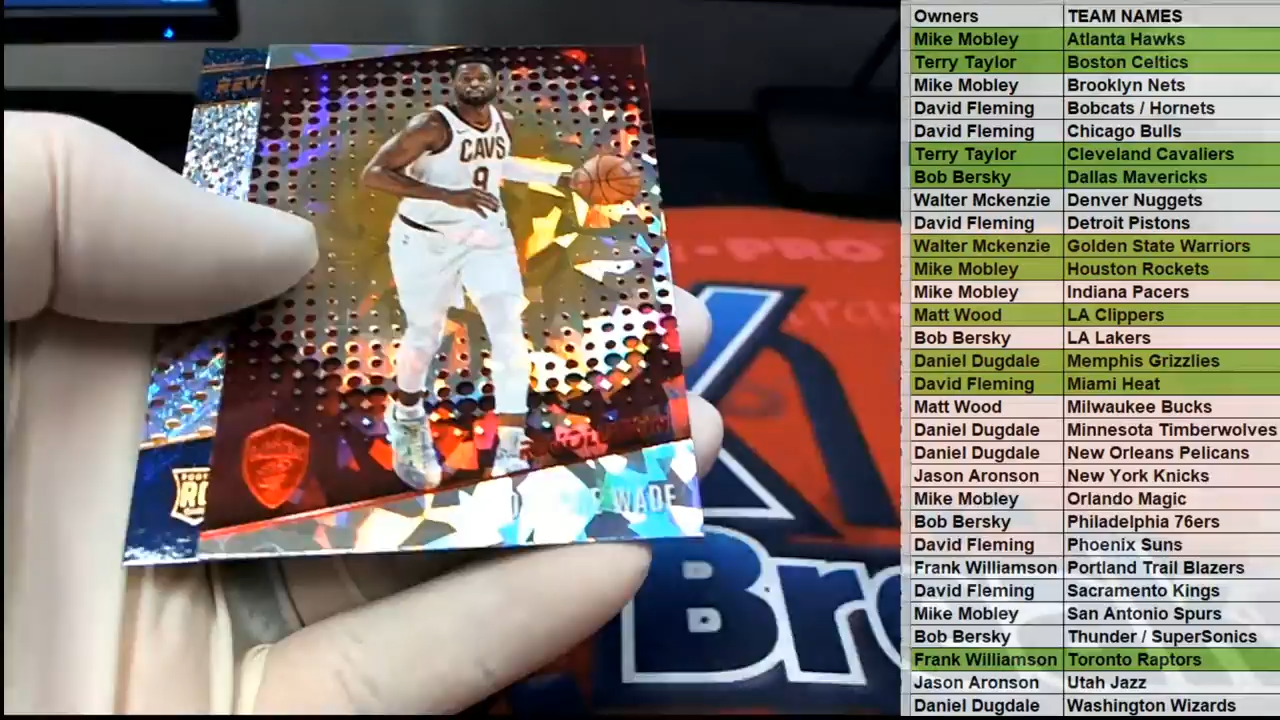 REV
CAVS
9
WADE
Owners TEAM NAMES
Mike Mobley Atlanta Hawks
Terry Taylor Boston Celtics
Mike Mobley Brooklyn Nets
David Fleming Bobcats / Hornets
David Fleming Chicago Bulls
Terry Taylor Cleveland Cavaliers
Bob Bersky Dallas Mavericks
Walter Mckenzie Denver Nuggets
David Fleming Detroit Pistons
Walter Mckenzie Golden State Warriors
Mike Mobley Houston Rockets
Mike Mobley Indiana Pacers
Matt Wood LA Clippers
Bob Bersky LA Lakers
Daniel Dugdale Memphis Grizzlies
David Fleming Miami Heat
Matt Wood Milwaukee Bucks
Daniel Dugdale Minnesota Timberwolves
Daniel Dugdale New Orleans Pelicans
Jason Aronson New York Knicks
Mike Mobley Orlando Magic
Bob Bersky Philadelphia 76ers
David Fleming Phoenix Suns
Frank Williamson Portland Trail Blazers
David Fleming Sacramento Kings
Mike Mobley San Antonio Spurs
Bob Bersky Thunder / SuperSonics
Frank Williamson Toronto Raptors
Jason Aronson Utah Jazz
Daniel Dugdale Washington Wizards